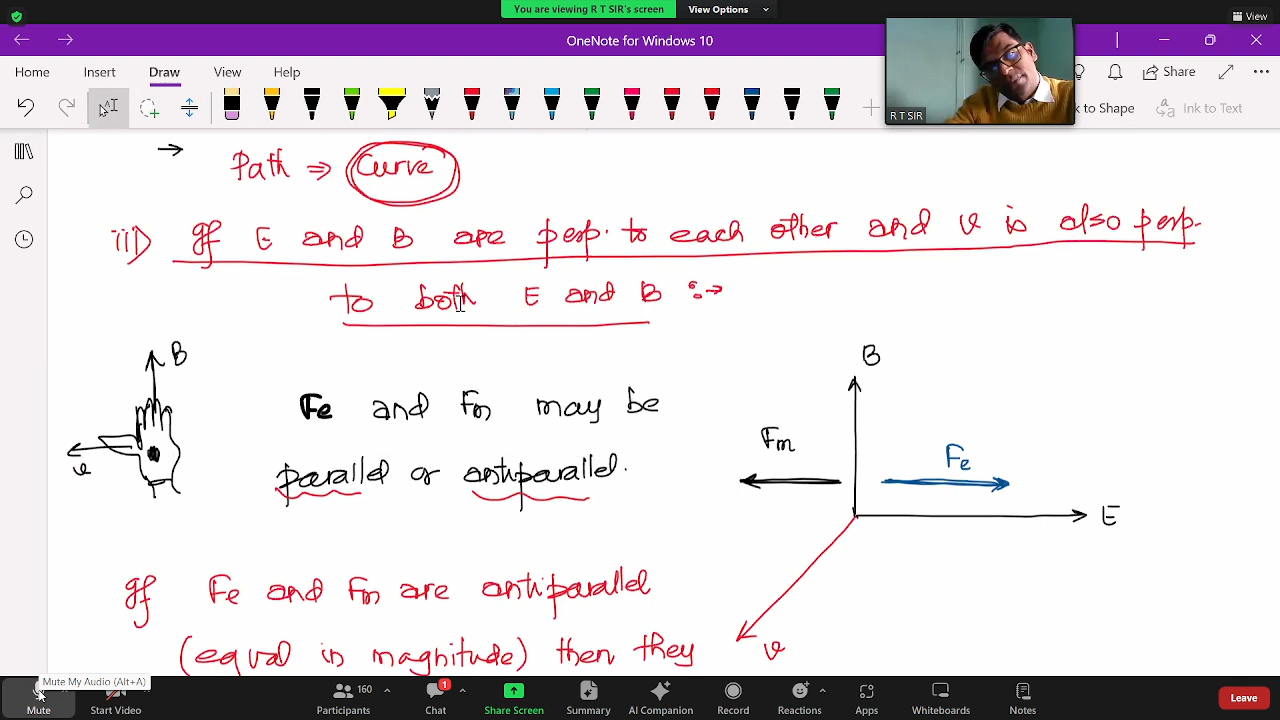 You are viewing R T SIR's screen
View Options
View
OneNote for Windows 10
Home Insert Draw View Help
Share
R T SIR
to Shape
Ink to Text
Path ⇒ Curve
iii) If E and B are perp. to each other and v is also perp.
to both E and B :→
B
v
Fe and Fm may be
parallel or antiparallel.
B
Fm
Fe
E
v
If Fe and Fm are antiparallel
(equal in magnitude) then they
Mute My Audio (Alt+A)
Mute
Start Video
160
Participants
1
Chat
Share Screen
Summary
AI Companion
Record
Reactions
Apps
Whiteboards
Notes
Leave